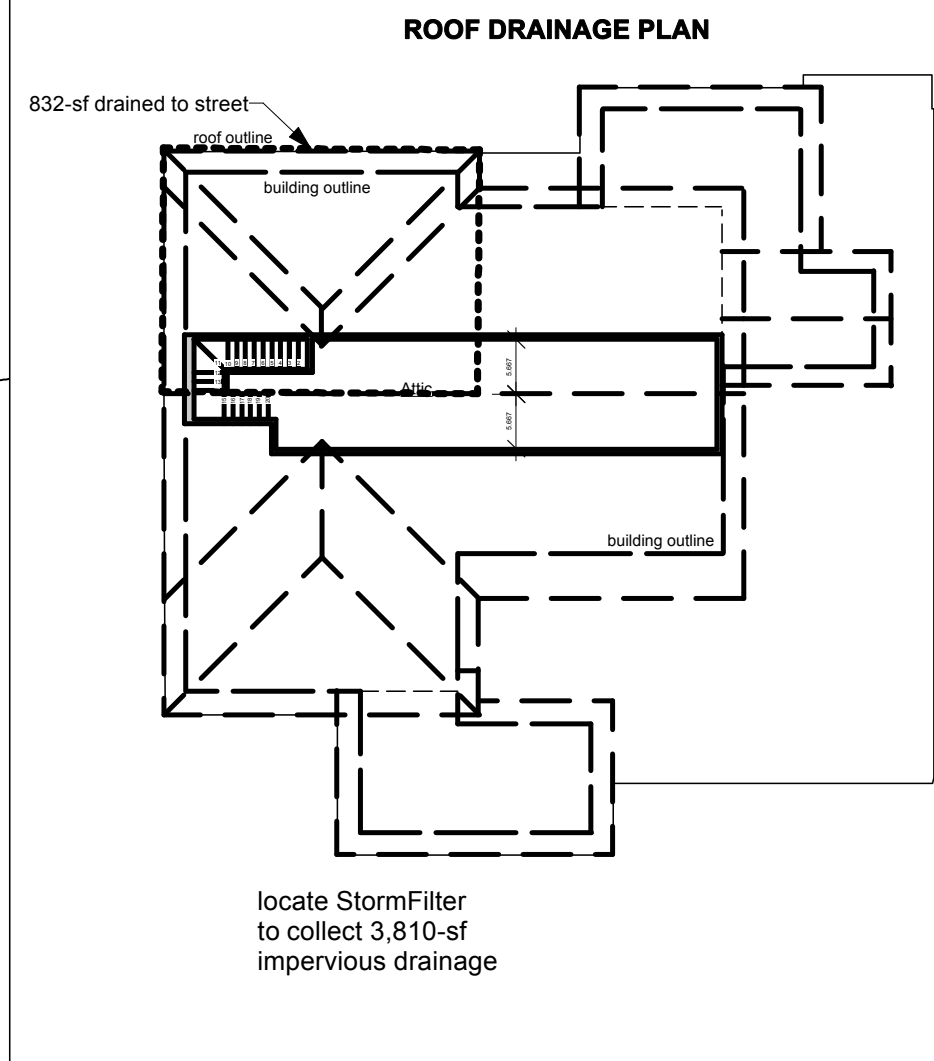 ROOF DRAINAGE PLAN
832-sf drained to street
roof outline
building outline
Attic
5.667
5.667
building outline
locate StormFilter
to collect 3,810-sf
impervious drainage